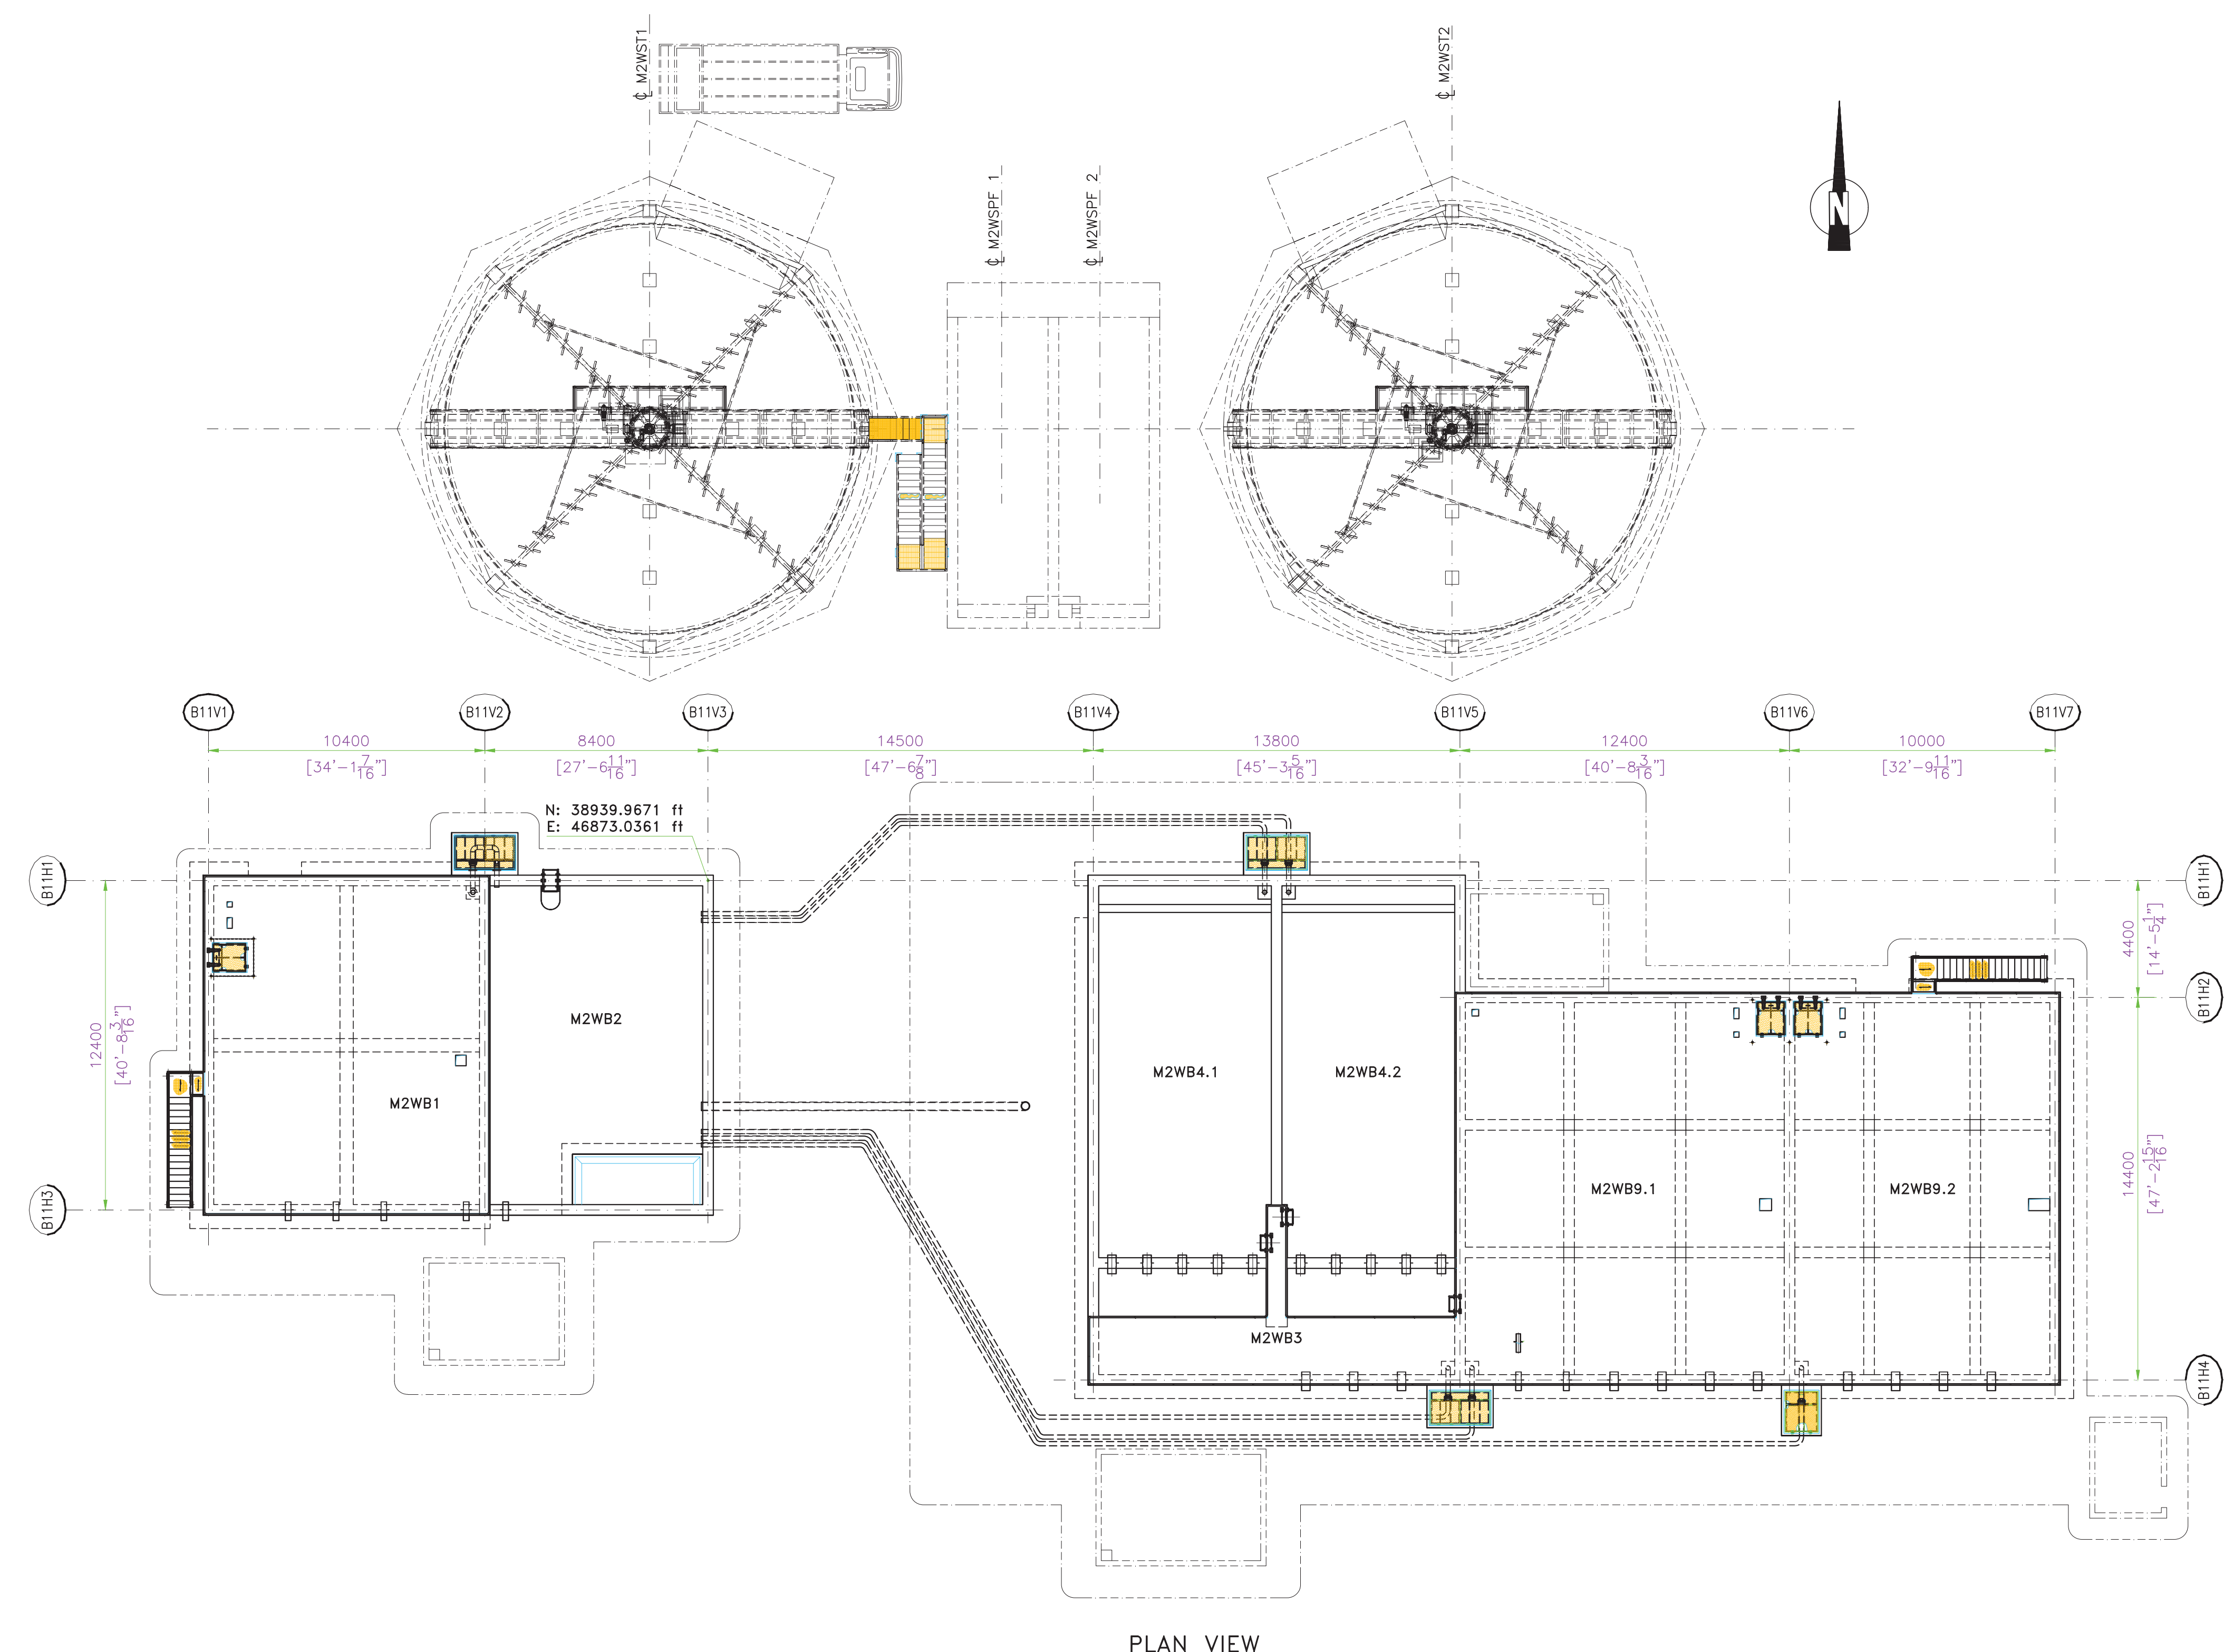 ℄ M2WST1
℄ M2WST2
℄ M2WSPF 1
℄ M2WSPF 2
N
B11V1
B11V2
B11V3
B11V4
B11V5
B11V6
B11V7
10400
8400
14500
13800
12400
10000
[34'-1 7/16"]
[27'-6 11/16"]
[47'-6 7/8"]
[45'-3 5/16"]
[40'-8 3/16"]
[32'-9 11/16"]
N: 38939.9671 ft
E: 46873.0361 ft
B11H1
B11H1
4400
[14'-5 1/4"]
B11H2
12400
[40'-8 3/16"]
M2WB2
M2WB4.1
M2WB4.2
M2WB1
M2WB9.1
M2WB9.2
14400
[47'-2 15/16"]
B11H3
M2WB3
B11H4
PLAN VIEW